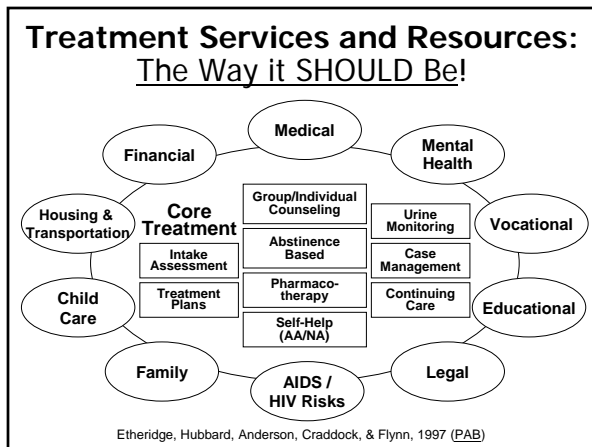 Treatment Services and Resources:
The Way it SHOULD Be!
Medical
Financial
Mental
Health
Housing &
Transportation
Core
Treatment
Group/Individual
Counseling
Urine
Monitoring
Vocational
Intake
Assessment
Abstinence
Based
Case
Management
Treatment
Plans
Pharmaco-
therapy
Continuing
Care
Child
Care
Educational
Self-Help
(AA/NA)
Family
AIDS /
HIV Risks
Legal
Etheridge, Hubbard, Anderson, Craddock, & Flynn, 1997 (PAB)